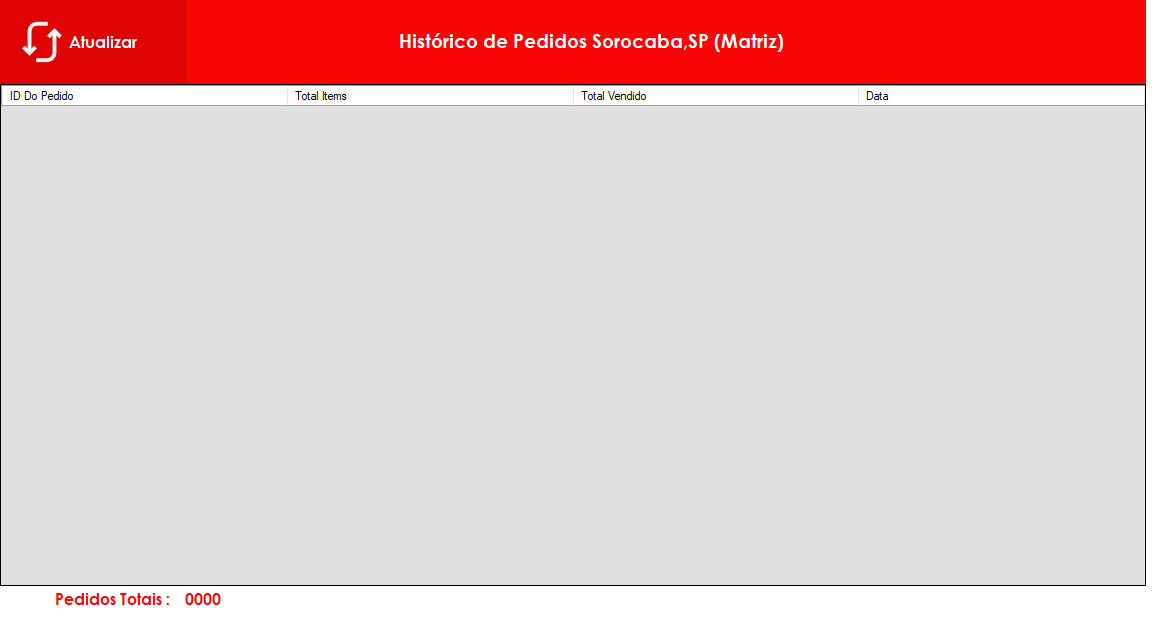 Atualizar
Histórico de Pedidos Sorocaba,SP (Matriz)
ID Do Pedido Total Items Total Vendido Data
Pedidos Totais : 0000